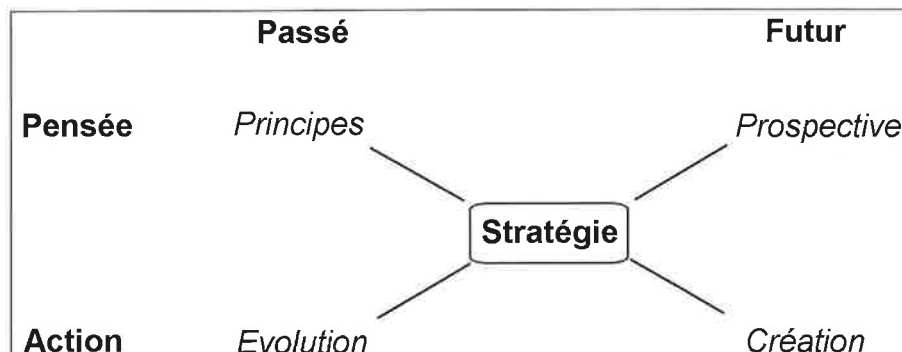 Passé Futur
Pensée Principes Prospective
Stratégie
Action Evolution Création